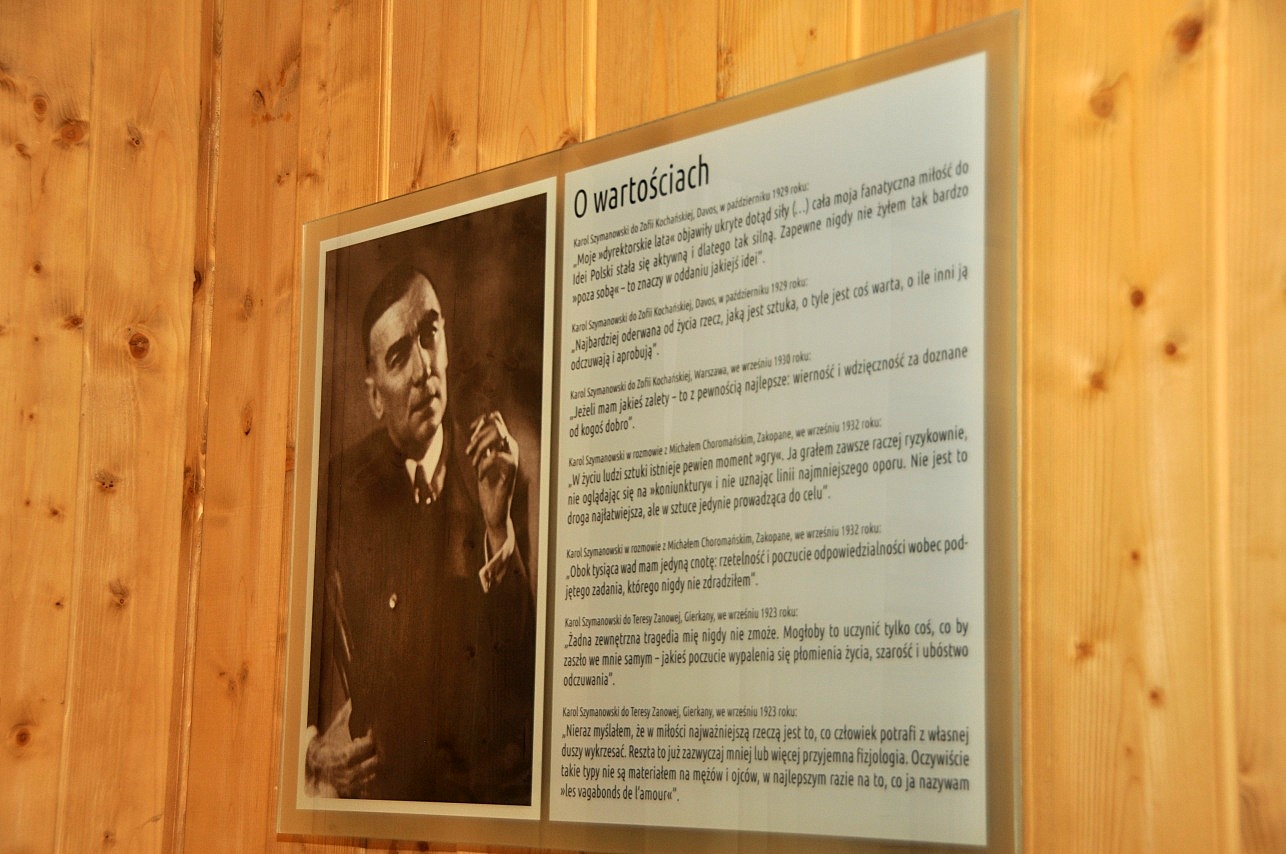 O wartościach
Karol Szymanowski do Zofii Kochańskiej, Davos, w październiku 1929 roku:
„Moje »dyrektorskie lata« objawiły ukryte dotąd siły (...) cała moja fanatyczna miłość do
Idei Polski stała się aktywną i dlatego tak silną. Zapewne nigdy nie żyłem tak bardzo
»poza sobą« – to znaczy w oddaniu jakiejś idei”.
Karol Szymanowski do Zofii Kochańskiej, Davos, w październiku 1929 roku:
„Najbardziej oderwana od życia rzecz, jaką jest sztuka, o tyle jest coś warta, o ile inni ją
odczuwają i aprobują”.
Karol Szymanowski do Zofii Kochańskiej, Warszawa, we wrześniu 1930 roku:
„Jeżeli mam jakieś zalety – to z pewnością najlepsze: wierność i wdzięczność za doznane
od kogoś dobro”.
Karol Szymanowski w rozmowie z Michałem Choromańskim, Zakopane, we wrześniu 1932 roku:
„W życiu ludzi sztuki istnieje pewien moment »gry«. Ja grałem zawsze raczej ryzykownie,
nie oglądając się na »koniunktury« i nie uznając linii najmniejszego oporu. Nie jest to
droga najłatwiejsza, ale w sztuce jedynie prowadząca do celu”.
Karol Szymanowski w rozmowie z Michałem Choromańskim, Zakopane, we wrześniu 1932 roku:
„Obok tysiąca wad mam jedyną cnotę: rzetelność i poczucie odpowiedzialności wobec pod-
jętego zadania, którego nigdy nie zdradziłem”.
Karol Szymanowski do Teresy Zanowej, Gierkany, we wrześniu 1923 roku:
„Żadna zewnętrzna tragedia mię nigdy nie zmoże. Mogłoby to uczynić tylko coś, co by
zaszło we mnie samym – jakieś poczucie wypalenia się płomienia życia, szarość i ubóstwo
odczuwania”.
Karol Szymanowski do Teresy Zanowej, Gierkany, we wrześniu 1923 roku:
„Nieraz myślałem, że w miłości najważniejszą rzeczą jest to, co człowiek potrafi z własnej
duszy wykrzesać. Reszta to już zazwyczaj mniej lub więcej przyjemna fizjologia. Oczywiście
takie typy nie są materiałem na mężów i ojców, w najlepszym razie na to, co ja nazywam
»les vagabonds de l’amour«”.